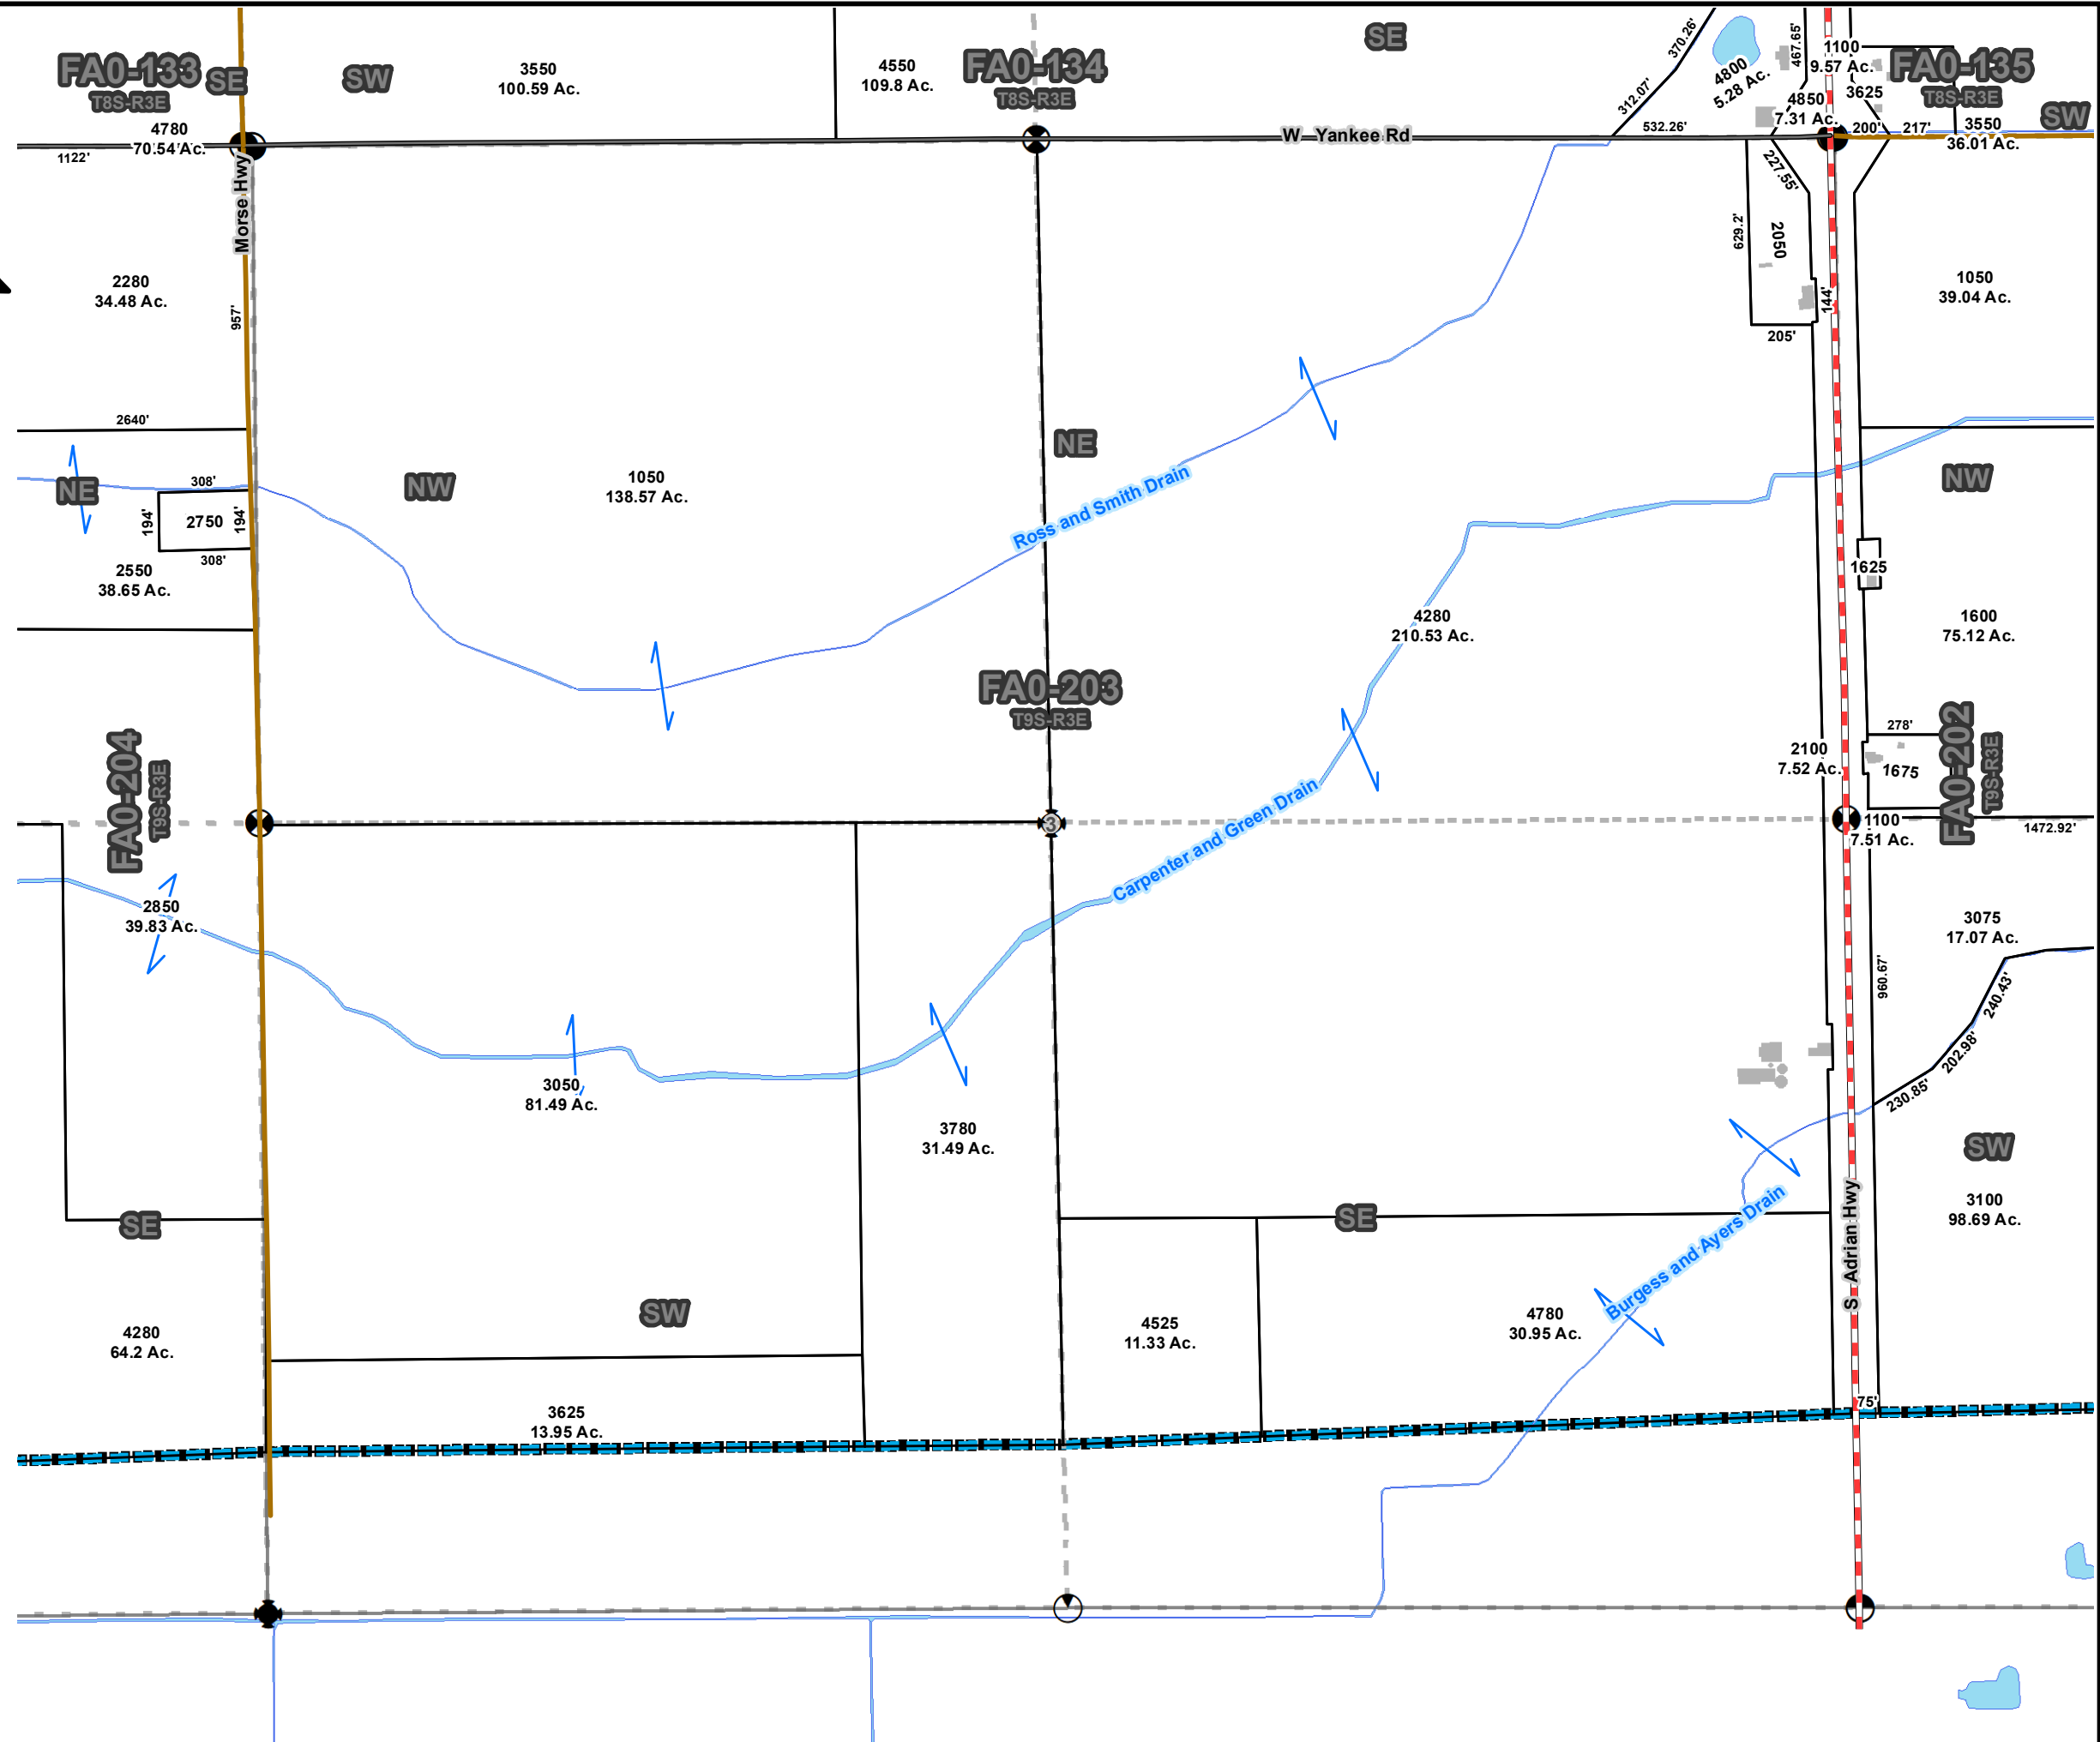 FA0-133
T8S-R3E
SE
SW
3550
100.59 Ac.
4550
109.8 Ac.
FA0-134
T8S-R3E
SE
370.26'
312.07'
4800
5.28 Ac.
467.65'
1100
9.57 Ac.
3625
FA0-135
T8S-R3E
SW
4780
70.54 Ac.
1122'
W Yankee Rd
532.26'
4850
7.31 Ac.
200'
217'
3550
36.01 Ac.
Morse Hwy
227.55'
629.2'
2050
144'
205'
2280
34.48 Ac.
957'
1050
39.04 Ac.
2640'
NE
308'
194'
2750
194'
308'
2550
38.65 Ac.
NW
1050
138.57 Ac.
NE
Ross and Smith Drain
NW
1625
4280
210.53 Ac.
1600
75.12 Ac.
FA0-203
T9S-R3E
FA0-204
T9S-R3E
278'
1675
FA0-202
T9S-R3E
2100
7.52 Ac.
3
Carpenter and Green Drain
1100
7.51 Ac.
1472.92'
2850
39.83 Ac.
3075
17.07 Ac.
960.67'
240.43'
202.98'
230.85'
3050
81.49 Ac.
3780
31.49 Ac.
SE
SE
SW
3100
98.69 Ac.
Burgess and Ayers Drain
S Adrian Hwy
SW
4280
64.2 Ac.
4525
11.33 Ac.
4780
30.95 Ac.
3625
13.95 Ac.
75'